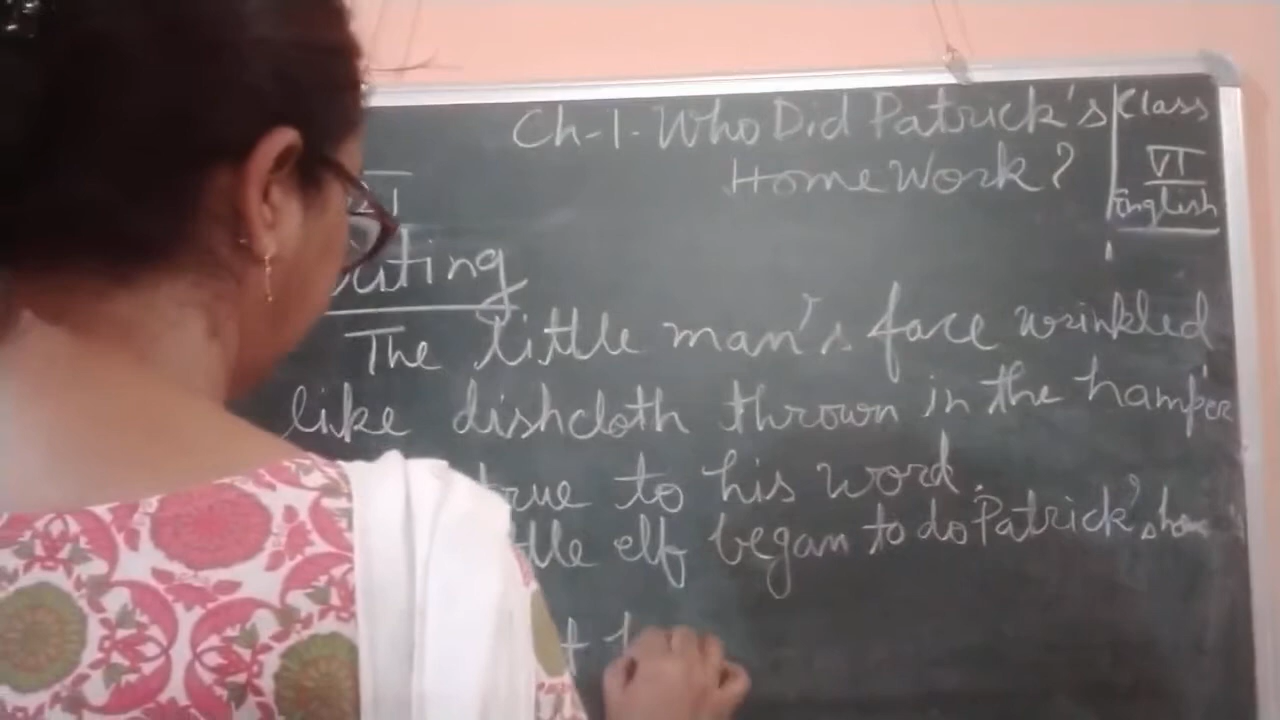 Ch-1. Who Did Patrick's
Home Work?
Class
VI
English
The little man's face wrinkled
like dishcloth thrown in the hamper
true to his word.
elf began to do Patrick's